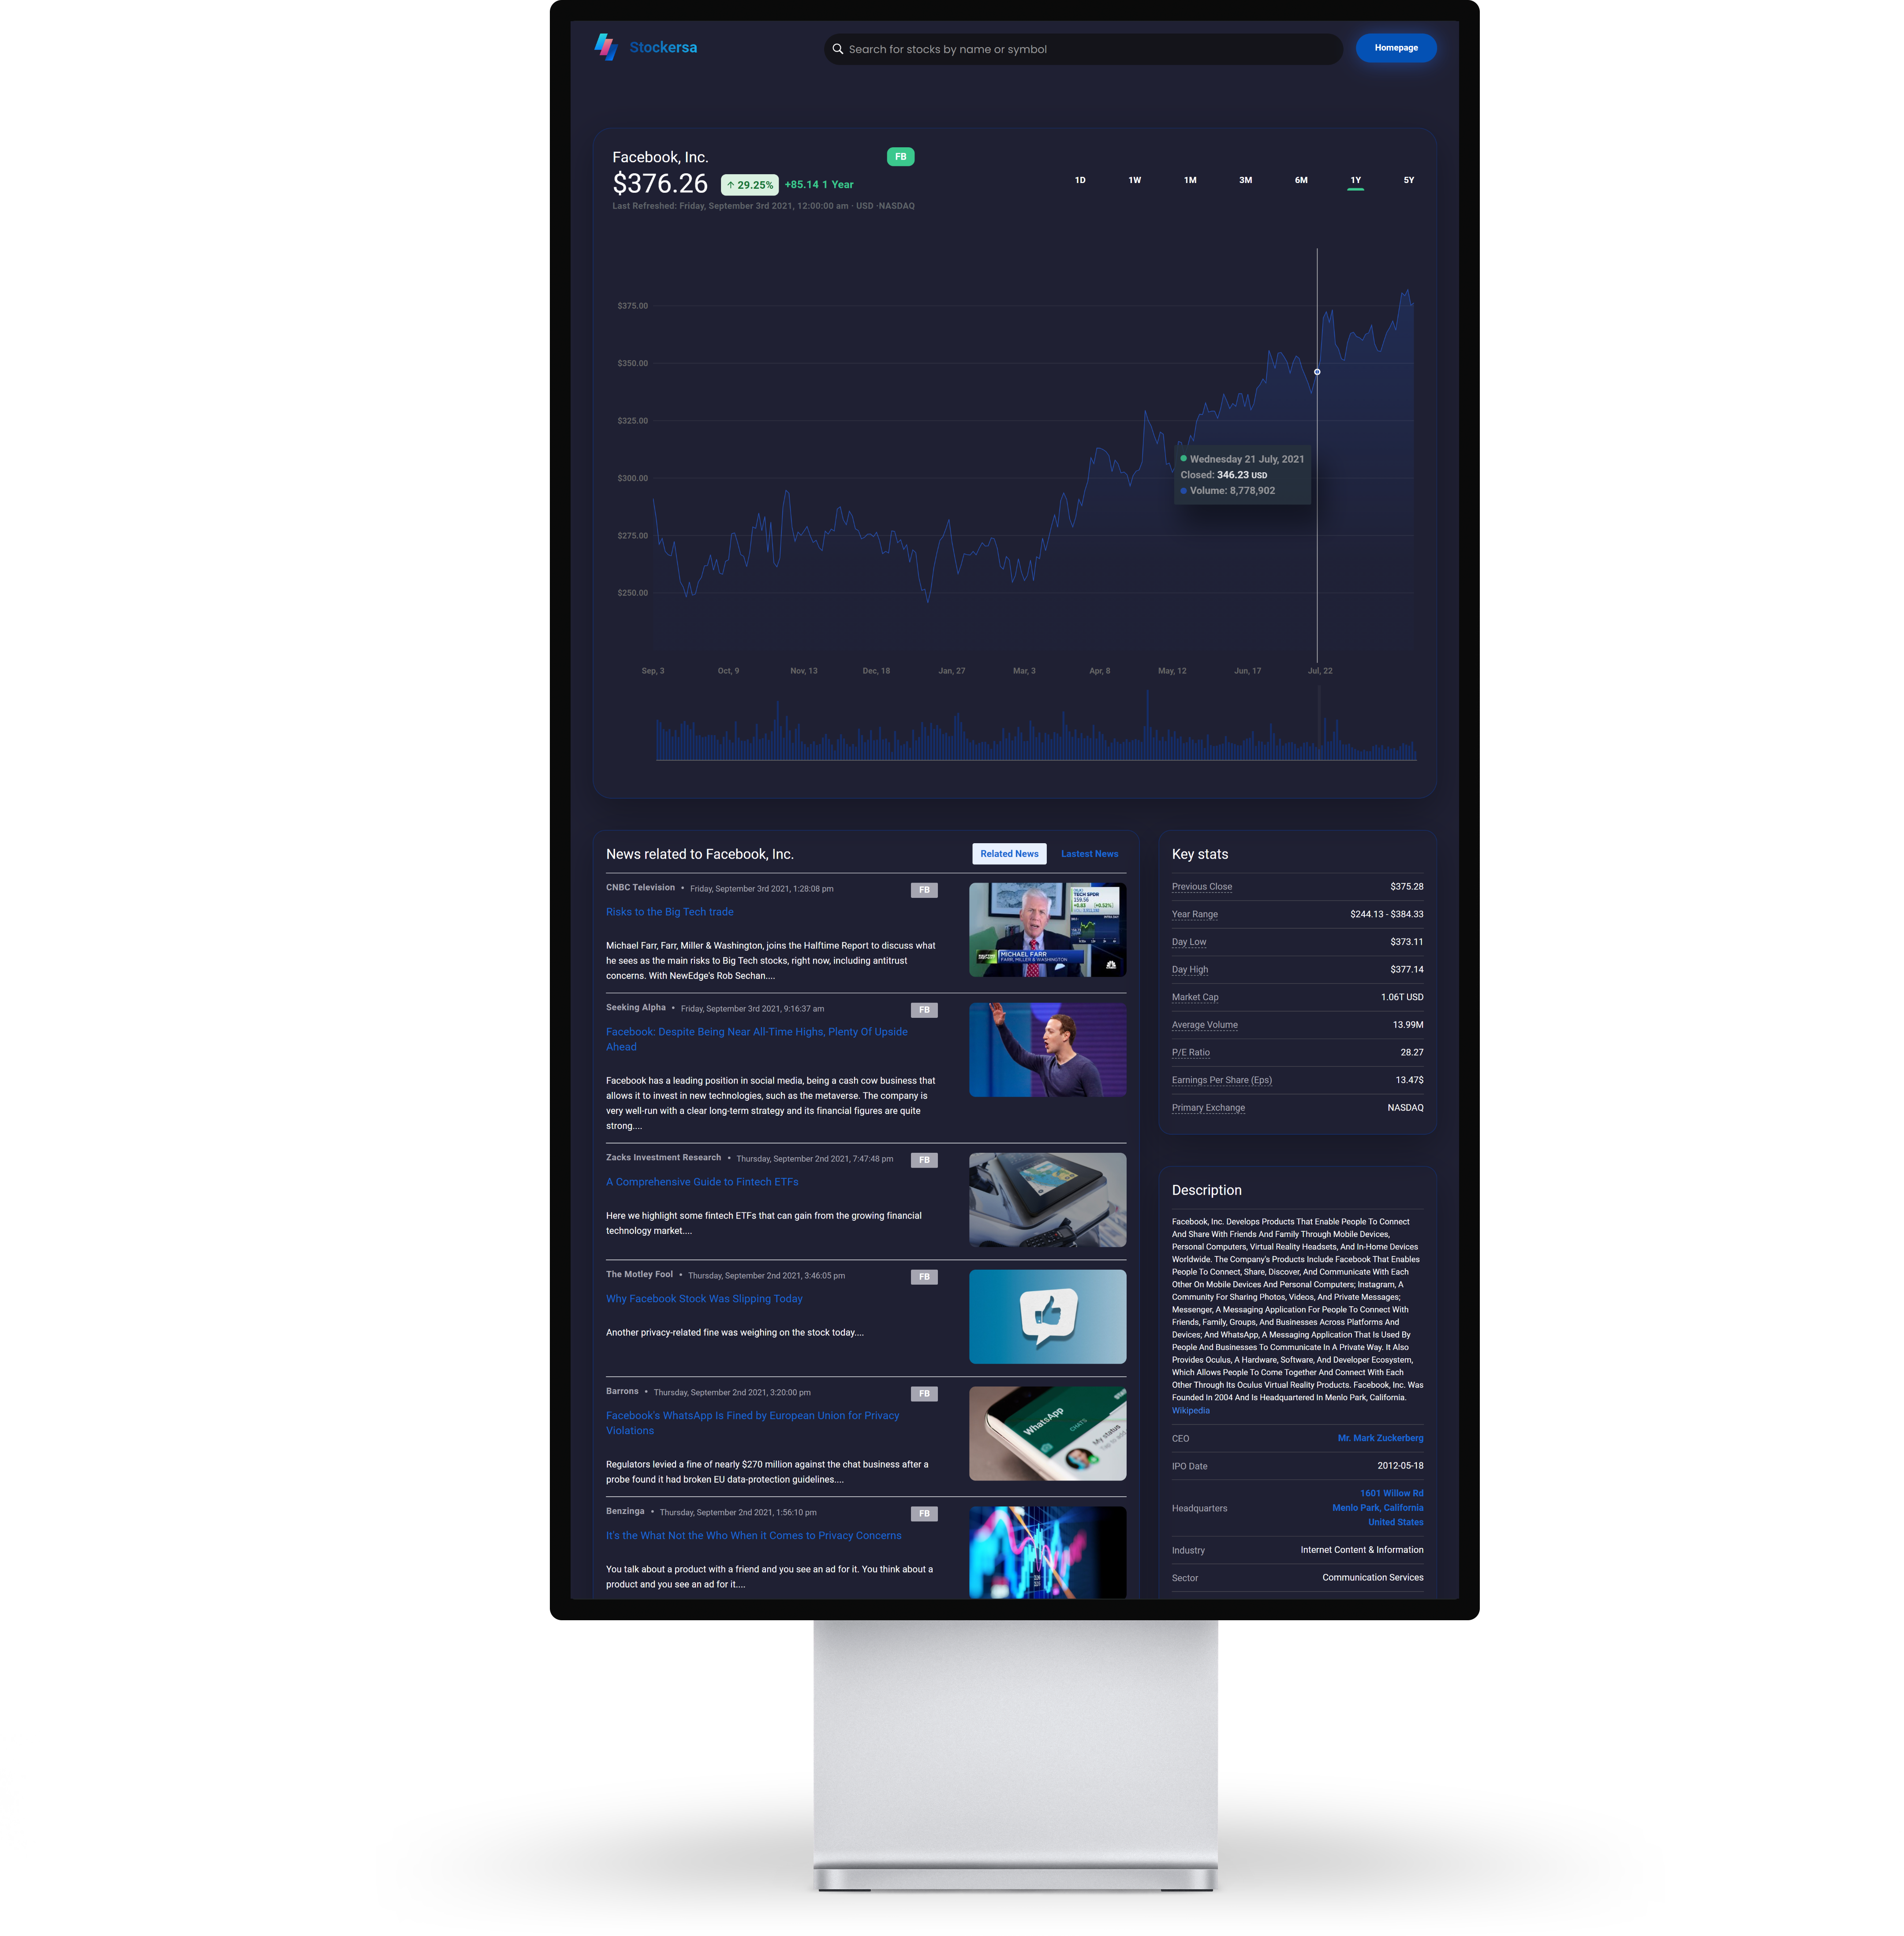 Stockersa
Search for stocks by name or symbol
Homepage
Facebook, Inc.
FB
$376.26
↑ 29.25%
+85.14 1 Year
Last Refreshed: Friday, September 3rd 2021, 12:00:00 am · USD ·NASDAQ
1D
1W
1M
3M
6M
1Y
5Y
$375.00
$350.00
$325.00
$300.00
$275.00
$250.00
Wednesday 21 July, 2021
Closed: 346.23 USD
Volume: 8,778,902
Sep, 3
Oct, 9
Nov, 13
Dec, 18
Jan, 27
Mar, 3
Apr, 8
May, 12
Jun, 17
Jul, 22
News related to Facebook, Inc.
Related News
Lastest News
CNBC Television • Friday, September 3rd 2021, 1:28:08 pm
FB
Risks to the Big Tech trade
Michael Farr, Farr, Miller & Washington, joins the Halftime Report to discuss what
he sees as the main risks to Big Tech stocks, right now, including antitrust
concerns. With NewEdge's Rob Sechan....
TECH SPDR
159.56
MICHAEL FARR
FARR, MILLER & WASHINGTON
Seeking Alpha • Friday, September 3rd 2021, 9:16:37 am
FB
Facebook: Despite Being Near All-Time Highs, Plenty Of Upside
Ahead
Facebook has a leading position in social media, being a cash cow business that
allows it to invest in new technologies, such as the metaverse. The company is
very well-run with a clear long-term strategy and its financial figures are quite
strong....
Zacks Investment Research • Thursday, September 2nd 2021, 7:47:48 pm
FB
A Comprehensive Guide to Fintech ETFs
Here we highlight some fintech ETFs that can gain from the growing financial
technology market....
The Motley Fool • Thursday, September 2nd 2021, 3:46:05 pm
FB
Why Facebook Stock Was Slipping Today
Another privacy-related fine was weighing on the stock today....
Barrons • Thursday, September 2nd 2021, 3:20:00 pm
FB
Facebook's WhatsApp Is Fined by European Union for Privacy
Violations
Regulators levied a fine of nearly $270 million against the chat business after a
probe found it had broken EU data-protection guidelines....
WhatsApp
CHATS
My status
Benzinga • Thursday, September 2nd 2021, 1:56:10 pm
FB
It's the What Not the Who When it Comes to Privacy Concerns
You talk about a product with a friend and you see an ad for it. You think about a
product and you see an ad for it....
Key stats
Previous Close $375.28
Year Range $244.13 - $384.33
Day Low $373.11
Day High $377.14
Market Cap 1.06T USD
Average Volume 13.99M
P/E Ratio 28.27
Earnings Per Share (Eps) 13.47$
Primary Exchange NASDAQ
Description
Facebook, Inc. Develops Products That Enable People To Connect
And Share With Friends And Family Through Mobile Devices,
Personal Computers, Virtual Reality Headsets, And In-Home Devices
Worldwide. The Company's Products Include Facebook That Enables
People To Connect, Share, Discover, And Communicate With Each
Other On Mobile Devices And Personal Computers; Instagram, A
Community For Sharing Photos, Videos, And Private Messages;
Messenger, A Messaging Application For People To Connect With
Friends, Family, Groups, And Businesses Across Platforms And
Devices; And WhatsApp, A Messaging Application That Is Used By
People And Businesses To Communicate In A Private Way. It Also
Provides Oculus, A Hardware, Software, And Developer Ecosystem,
Which Allows People To Come Together And Connect With Each
Other Through Its Oculus Virtual Reality Products. Facebook, Inc. Was
Founded In 2004 And Is Headquartered In Menlo Park, California.
Wikipedia
CEO Mr. Mark Zuckerberg
IPO Date 2012-05-18
Headquarters
1601 Willow Rd
Menlo Park, California
United States
Industry Internet Content & Information
Sector Communication Services